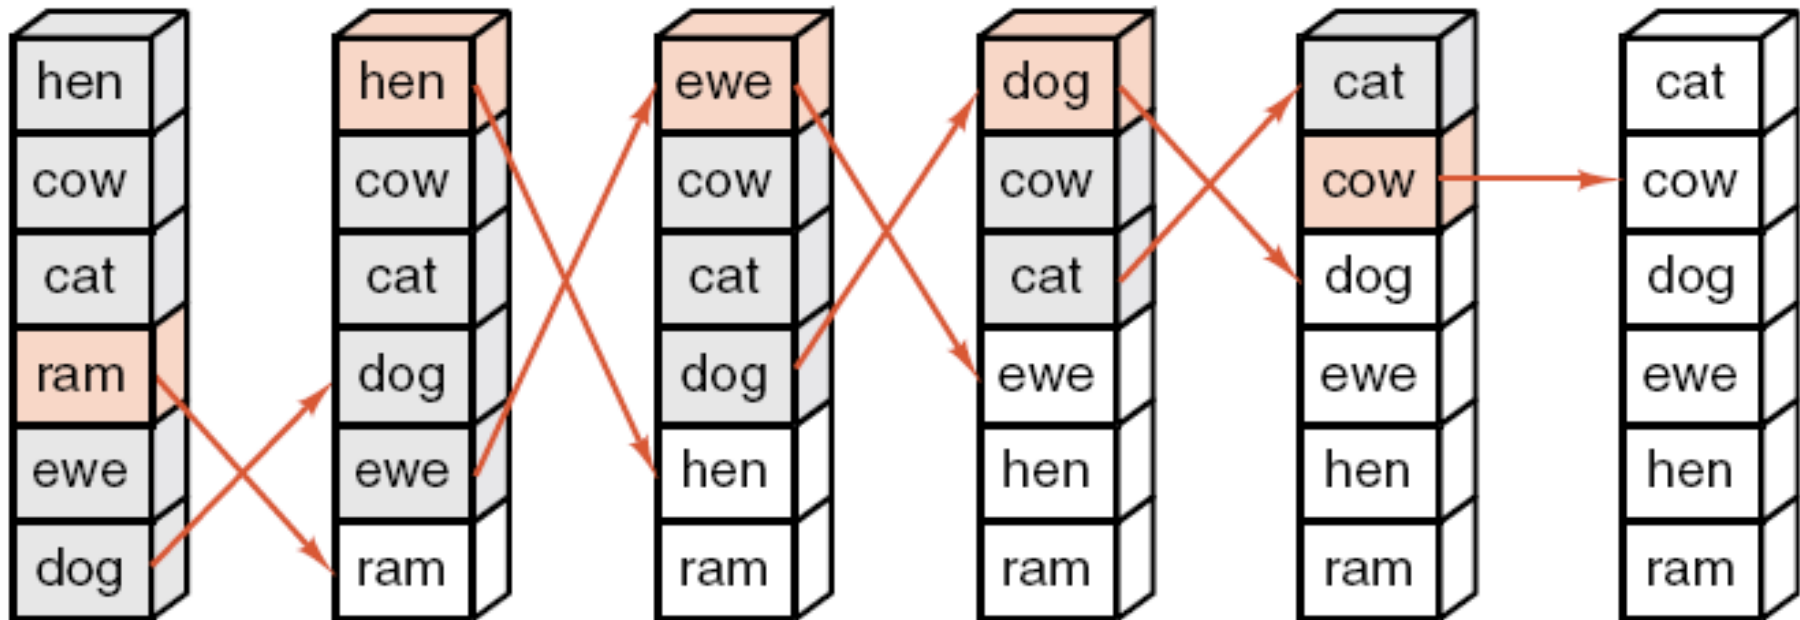 hen hen ewe dog cat cat
cow cow cow cow cow cow
cat cat cat cat dog dog
ram dog dog ewe ewe ewe
ewe ewe hen hen hen hen
dog ram ram ram ram ram